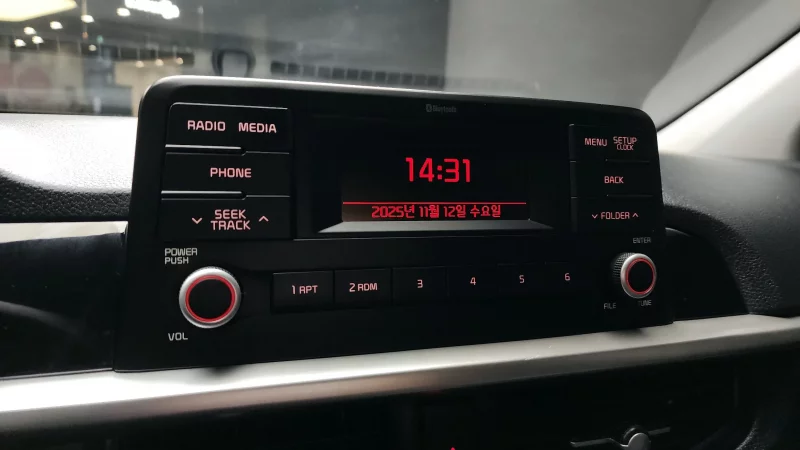 Bluetooth
RADIO MEDIA
PHONE
SEEK
TRACK
14:31
2025년 11월 12일 수요일
MENU SETUP
CLOCK
BACK
FOLDER
POWER
PUSH
VOL
1 RPT
2 RDM
3
4
5
6
ENTER
FILE
TUNE